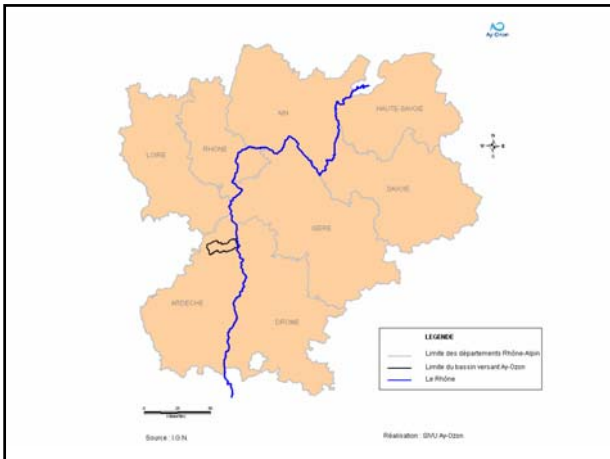 Ay-Ozon
AIN
HAUTE-SAVOIE
LOIRE
RHONE
N
W E
S
SAVOIE
ISERE
ARDECHE
DROME
LEGENDE
Limite des départements Rhône-Alpin
Limite du bassin versant Ay-Ozon
Le Rhône
Source : I.G.N.
Réalisation : SIVU Ay-Ozon.